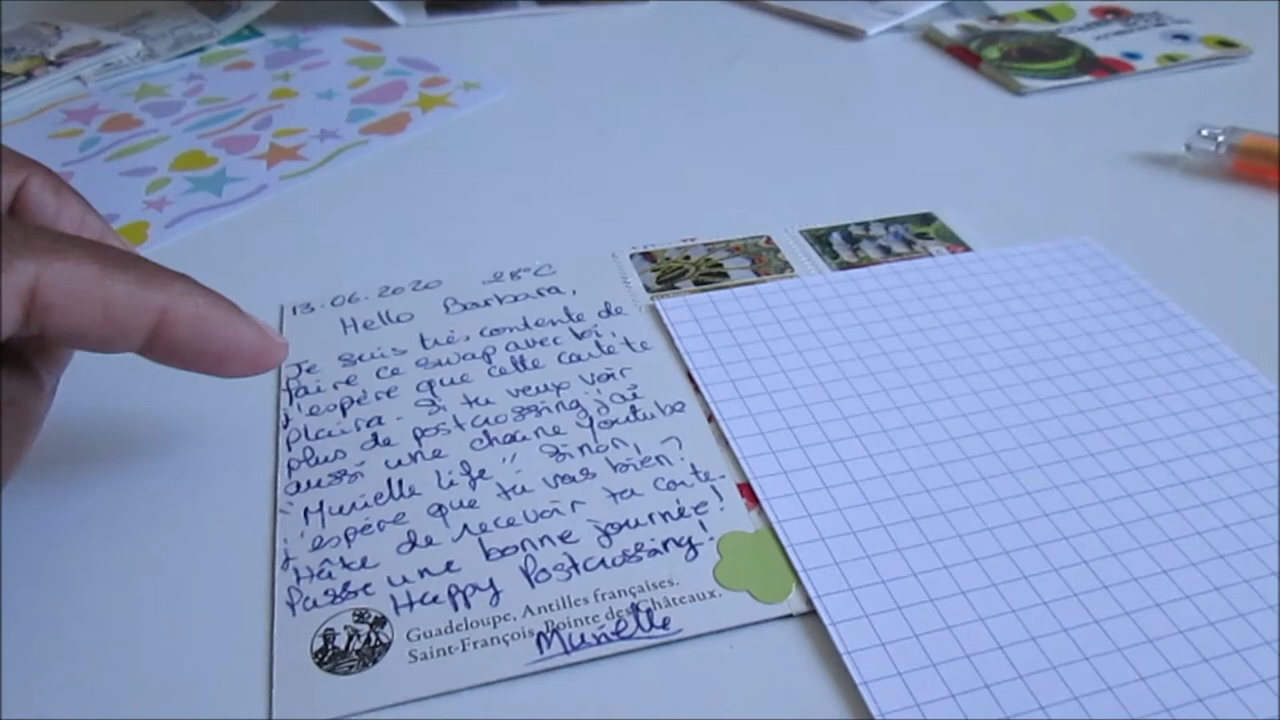 13.06.2020 28°C
Hello Barbara,
Je suis très contente de
faire ce swap avec toi,
j'espère que cette carte te
plaira. Si tu veux voir
plus de postcrossing j'ai
aussi une chaîne Youtube
"Murielle Life". Sinon,
j'espère que tu vas bien?
Hâte de recevoir ta carte.
Passe une bonne journée!
Happy Postcrossing!
Guadeloupe, Antilles françaises.
Saint-François, Pointe des Châteaux.
Murielle